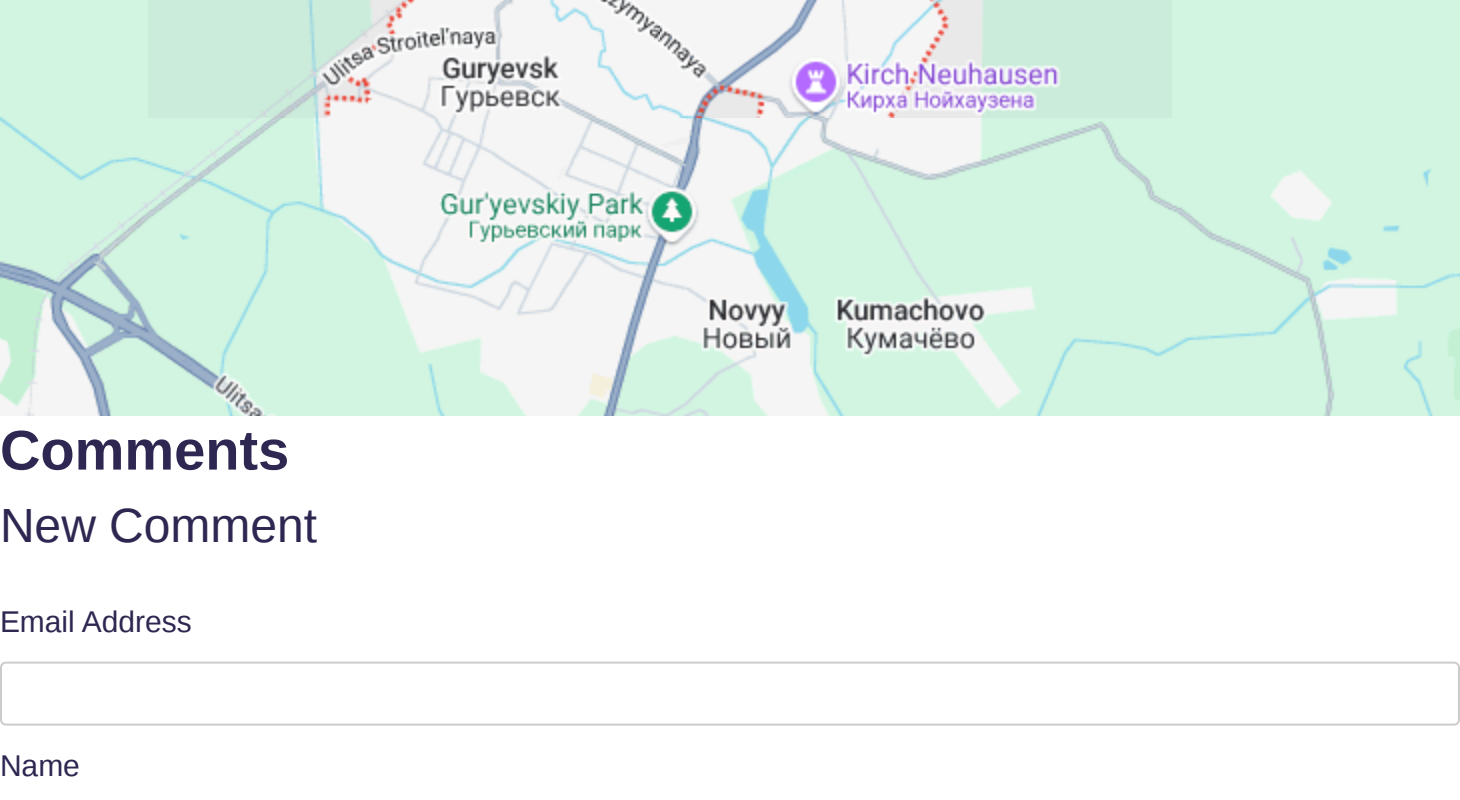 Ulitsa Stroitel'naya
Guryevsk
Гурьевск
Kirch Neuhausen
Кирха Нойхаузена
Gur'yevskiy Park
Гурьевский парк
Novyy
Новый
Kumachovo
Кумачёво
Ulitsa
Comments
New Comment
Email Address
Name